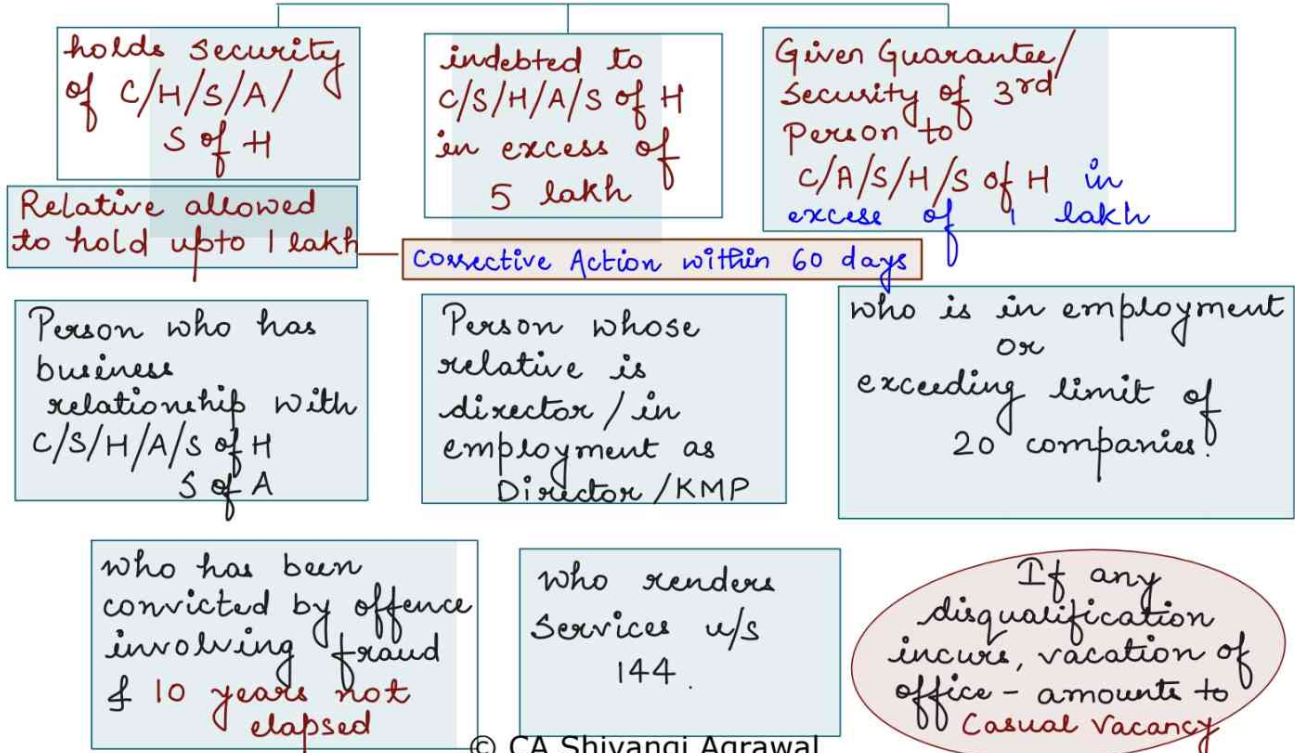 holds security
of C/H/S/A/
S of H
Relative allowed
to hold upto 1 lakh
indebted to
C/S/H/A/S of H
in excess of
5 lakh
Given Guarantee/
Security of 3rd
Person to
C/A/S/H/S of H in
excess of 1 lakh
Corrective Action within 60 days
Person who has
business
relationship with
C/S/H/A/S of H
S of A
Person whose
relative is
director / in
employment as
Director / KMP
who is in employment
or
exceeding limit of
20 companies.
who has been
convicted by offence
involving fraud
& 10 years not
elapsed
who renders
Services u/s
144.
If any
disqualification
incurs, vacation of
office - amounts to
Casual Vacancy
© CA Shivangi Agrawal